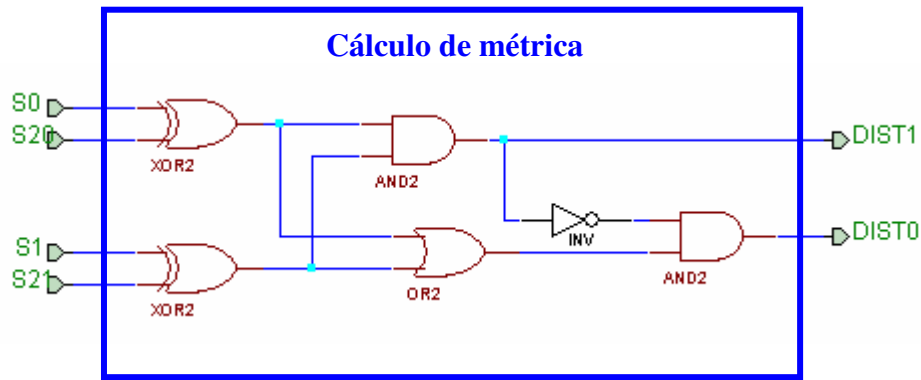 Cálculo de métrica
S0
S20
XOR2
AND2
DIST1
INV
DIST0
S1
S21
XOR2
OR2
AND2